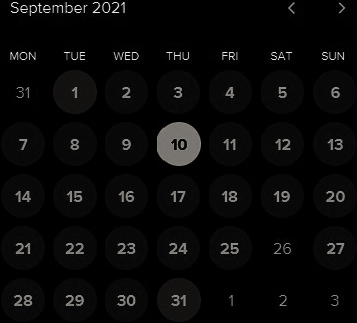 September 2021
MON TUE WED THU FRI SAT SUN
31 1 2 3 4 5 6
7 8 9 10 11 12 13
14 15 16 17 18 19 20
21 22 23 24 25 26 27
28 29 30 31 1 2 3